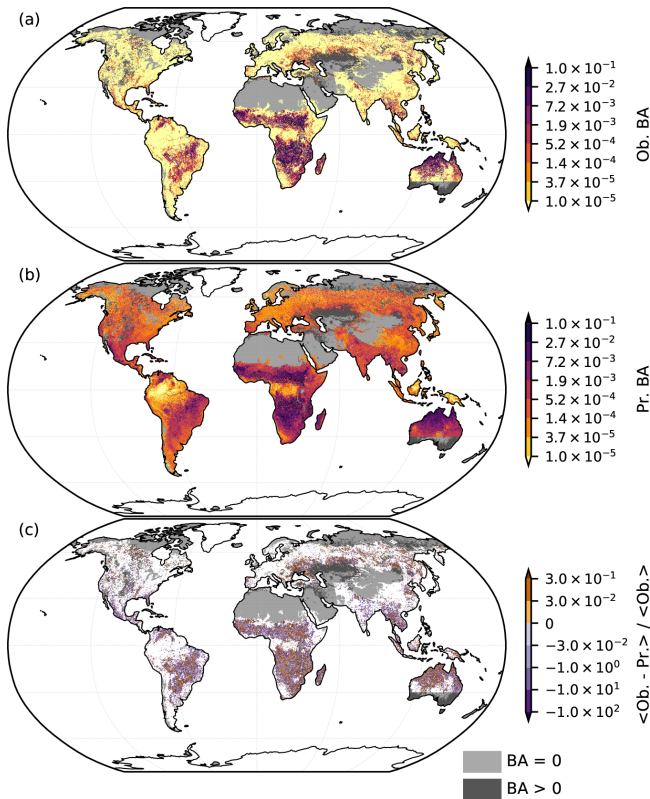 (a)
1.0 × 10⁻¹
2.7 × 10⁻²
7.2 × 10⁻³
1.9 × 10⁻³
5.2 × 10⁻⁴
1.4 × 10⁻⁴
3.7 × 10⁻⁵
1.0 × 10⁻⁵
Ob. BA
(b)
1.0 × 10⁻¹
2.7 × 10⁻²
7.2 × 10⁻³
1.9 × 10⁻³
5.2 × 10⁻⁴
1.4 × 10⁻⁴
3.7 × 10⁻⁵
1.0 × 10⁻⁵
Pr. BA
(c)
3.0 × 10⁻¹
3.0 × 10⁻²
0
−3.0 × 10⁻²
−1.0 × 10⁰
−1.0 × 10¹
−1.0 × 10²
<Ob. - Pr.> / <Ob.>
BA = 0
BA > 0